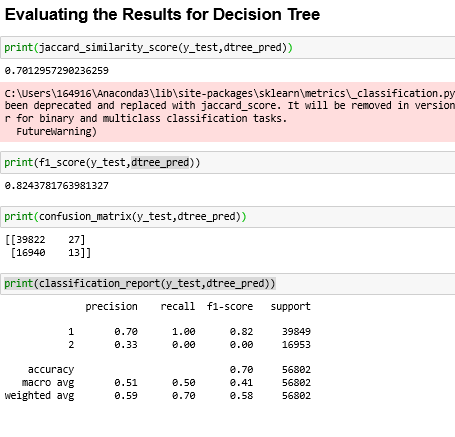 Evaluating the Results for Decision Tree
print(jaccard_similarity_score(y_test,dtree_pred))
0.7012957290236259
C:\Users\164916\Anaconda3\lib\site-packages\sklearn\metrics\_classification.py
been deprecated and replaced with jaccard_score. It will be removed in version
r for binary and multiclass classification tasks.
FutureWarning)
print(f1_score(y_test,dtree_pred))
0.8243781763981327
print(confusion_matrix(y_test,dtree_pred))
[[39822 27]
[16940 13]]
print(classification_report(y_test,dtree_pred))
precision recall f1-score support
1 0.70 1.00 0.82 39849
2 0.33 0.00 0.00 16953
accuracy 0.70 56802
macro avg 0.51 0.50 0.41 56802
weighted avg 0.59 0.70 0.58 56802